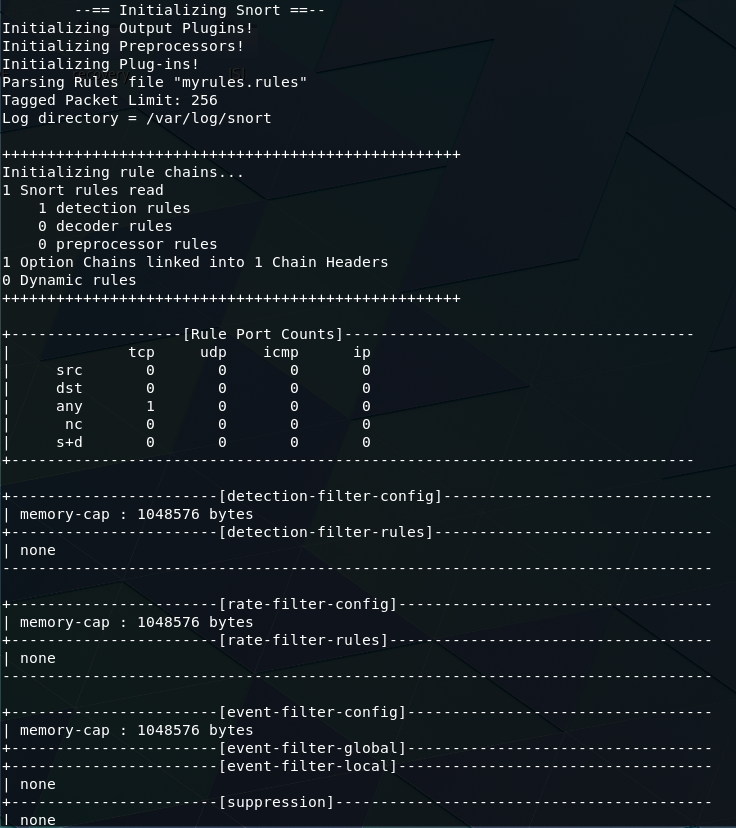 --== Initializing Snort ==--
Initializing Output Plugins!
Initializing Preprocessors!
Initializing Plug-ins!
Parsing Rules file "myrules.rules"
Tagged Packet Limit: 256
Log directory = /var/log/snort
+++++++++++++++++++++++++++++++++++++++++++++++++++
Initializing rule chains...
1 Snort rules read
    1 detection rules
    0 decoder rules
    0 preprocessor rules
1 Option Chains linked into 1 Chain Headers
0 Dynamic rules
+++++++++++++++++++++++++++++++++++++++++++++++++++
+-------------------[Rule Port Counts]---------------------------------------
|             tcp     udp    icmp      ip
|     src       0       0       0       0
|     dst       0       0       0       0
|     any       1       0       0       0
|      nc       0       0       0       0
|     s+d       0       0       0       0
+----------------------------------------------------------------------------
+-----------------------[detection-filter-config]------------------------------
| memory-cap : 1048576 bytes
+-----------------------[detection-filter-rules]-------------------------------
| none
-------------------------------------------------------------------------------
+-----------------------[rate-filter-config]-----------------------------------
| memory-cap : 1048576 bytes
+-----------------------[rate-filter-rules]------------------------------------
| none
-------------------------------------------------------------------------------
+-----------------------[event-filter-config]----------------------------------
| memory-cap : 1048576 bytes
+-----------------------[event-filter-global]----------------------------------
+-----------------------[event-filter-local]-----------------------------------
| none
+-----------------------[suppression]------------------------------------------
| none